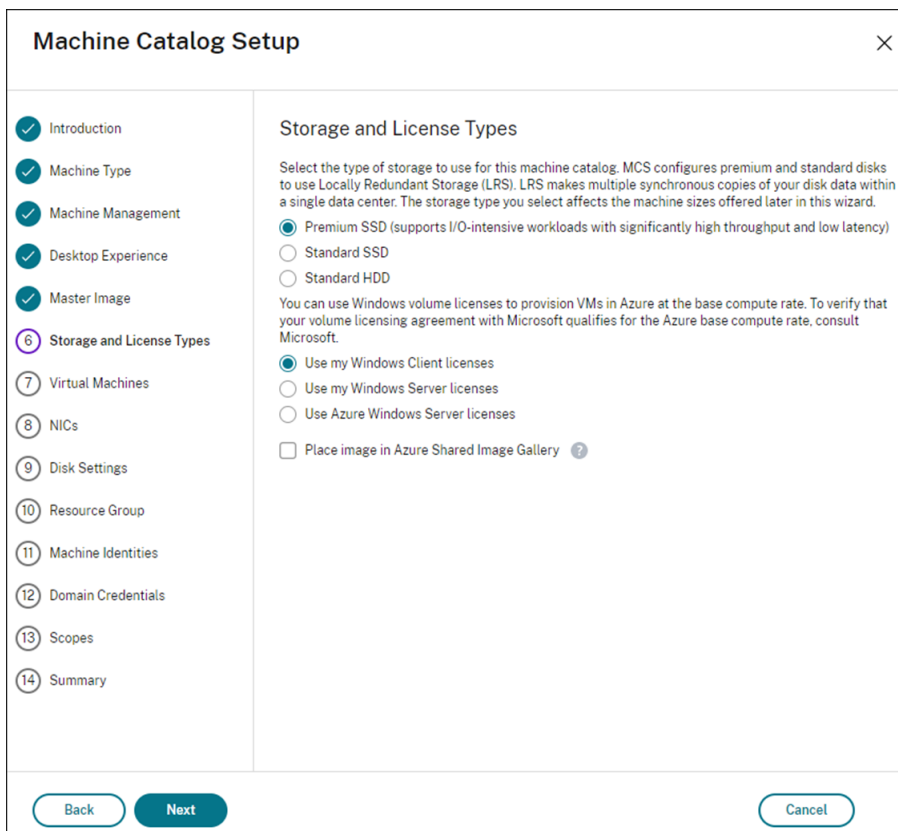 Machine Catalog Setup
Introduction
Machine Type
Machine Management
Desktop Experience
Master Image
6 Storage and License Types
7 Virtual Machines
8 NICs
9 Disk Settings
10 Resource Group
11 Machine Identities
12 Domain Credentials
13 Scopes
14 Summary
Storage and License Types
Select the type of storage to use for this machine catalog. MCS configures premium and standard disks
to use Locally Redundant Storage (LRS). LRS makes multiple synchronous copies of your disk data within
a single data center. The storage type you select affects the machine sizes offered later in this wizard.
Premium SSD (supports I/O-intensive workloads with significantly high throughput and low latency)
Standard SSD
Standard HDD
You can use Windows volume licenses to provision VMs in Azure at the base compute rate. To verify that
your volume licensing agreement with Microsoft qualifies for the Azure base compute rate, consult
Microsoft.
Use my Windows Client licenses
Use my Windows Server licenses
Use Azure Windows Server licenses
Place image in Azure Shared Image Gallery ?
Back
Next
Cancel